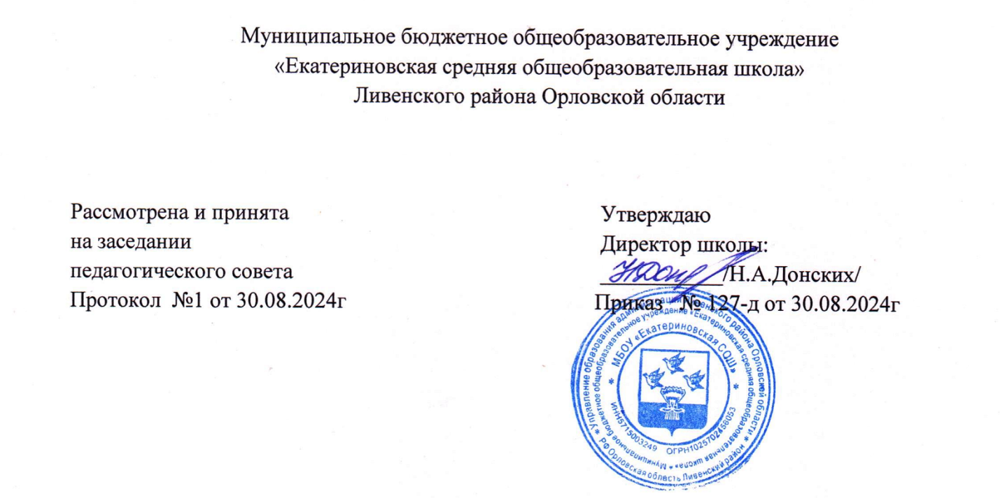 Муниципальное бюджетное общеобразовательное учреждение
«Екатериновская средняя общеобразовательная школа»
Ливенского района Орловской области
Рассмотрена и принята
на заседании
педагогического совета
Протокол №1 от 30.08.2024г
Утверждаю
Директор школы:
/Н.А.Донских/
Приказ № 127-д от 30.08.2024г
* Управление образования администрации Ливенского района Орловской области *
РФ Орловская область Ливенский район
* Муниципальное бюджетное общеобразовательное учреждение «Екатериновская средняя общеобразовательная школа»
* МБОУ «Екатериновская СОШ» *
ИНН5715003249 ОГРН1025702456053